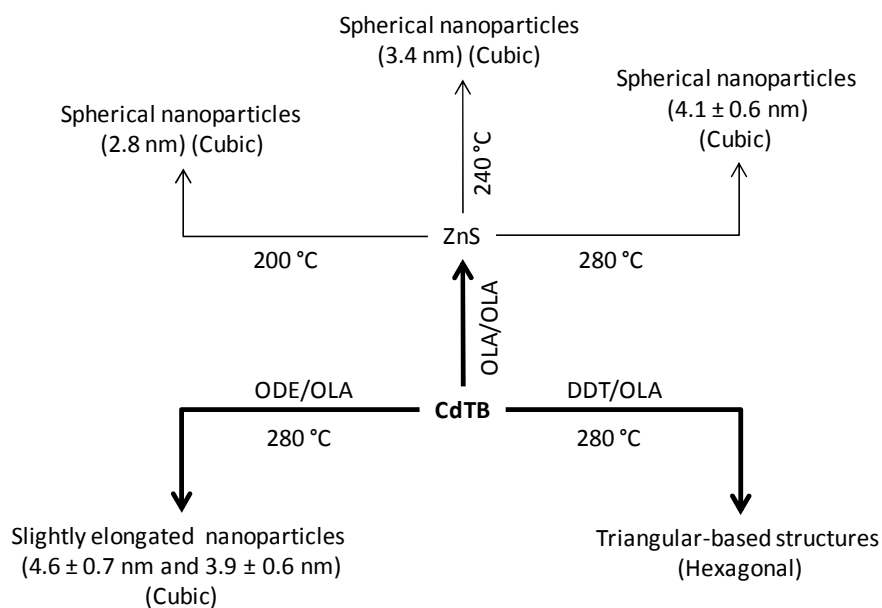 Spherical nanoparticles
(3.4 nm) (Cubic)
Spherical nanoparticles
(4.1 ± 0.6 nm)
(Cubic)
Spherical nanoparticles
(2.8 nm) (Cubic)
240 °C
ZnS
200 °C
280 °C
OLA/OLA
ODE/OLA
CdTB
DDT/OLA
280 °C
280 °C
Slightly elongated nanoparticles
(4.6 ± 0.7 nm and 3.9 ± 0.6 nm)
(Cubic)
Triangular-based structures
(Hexagonal)